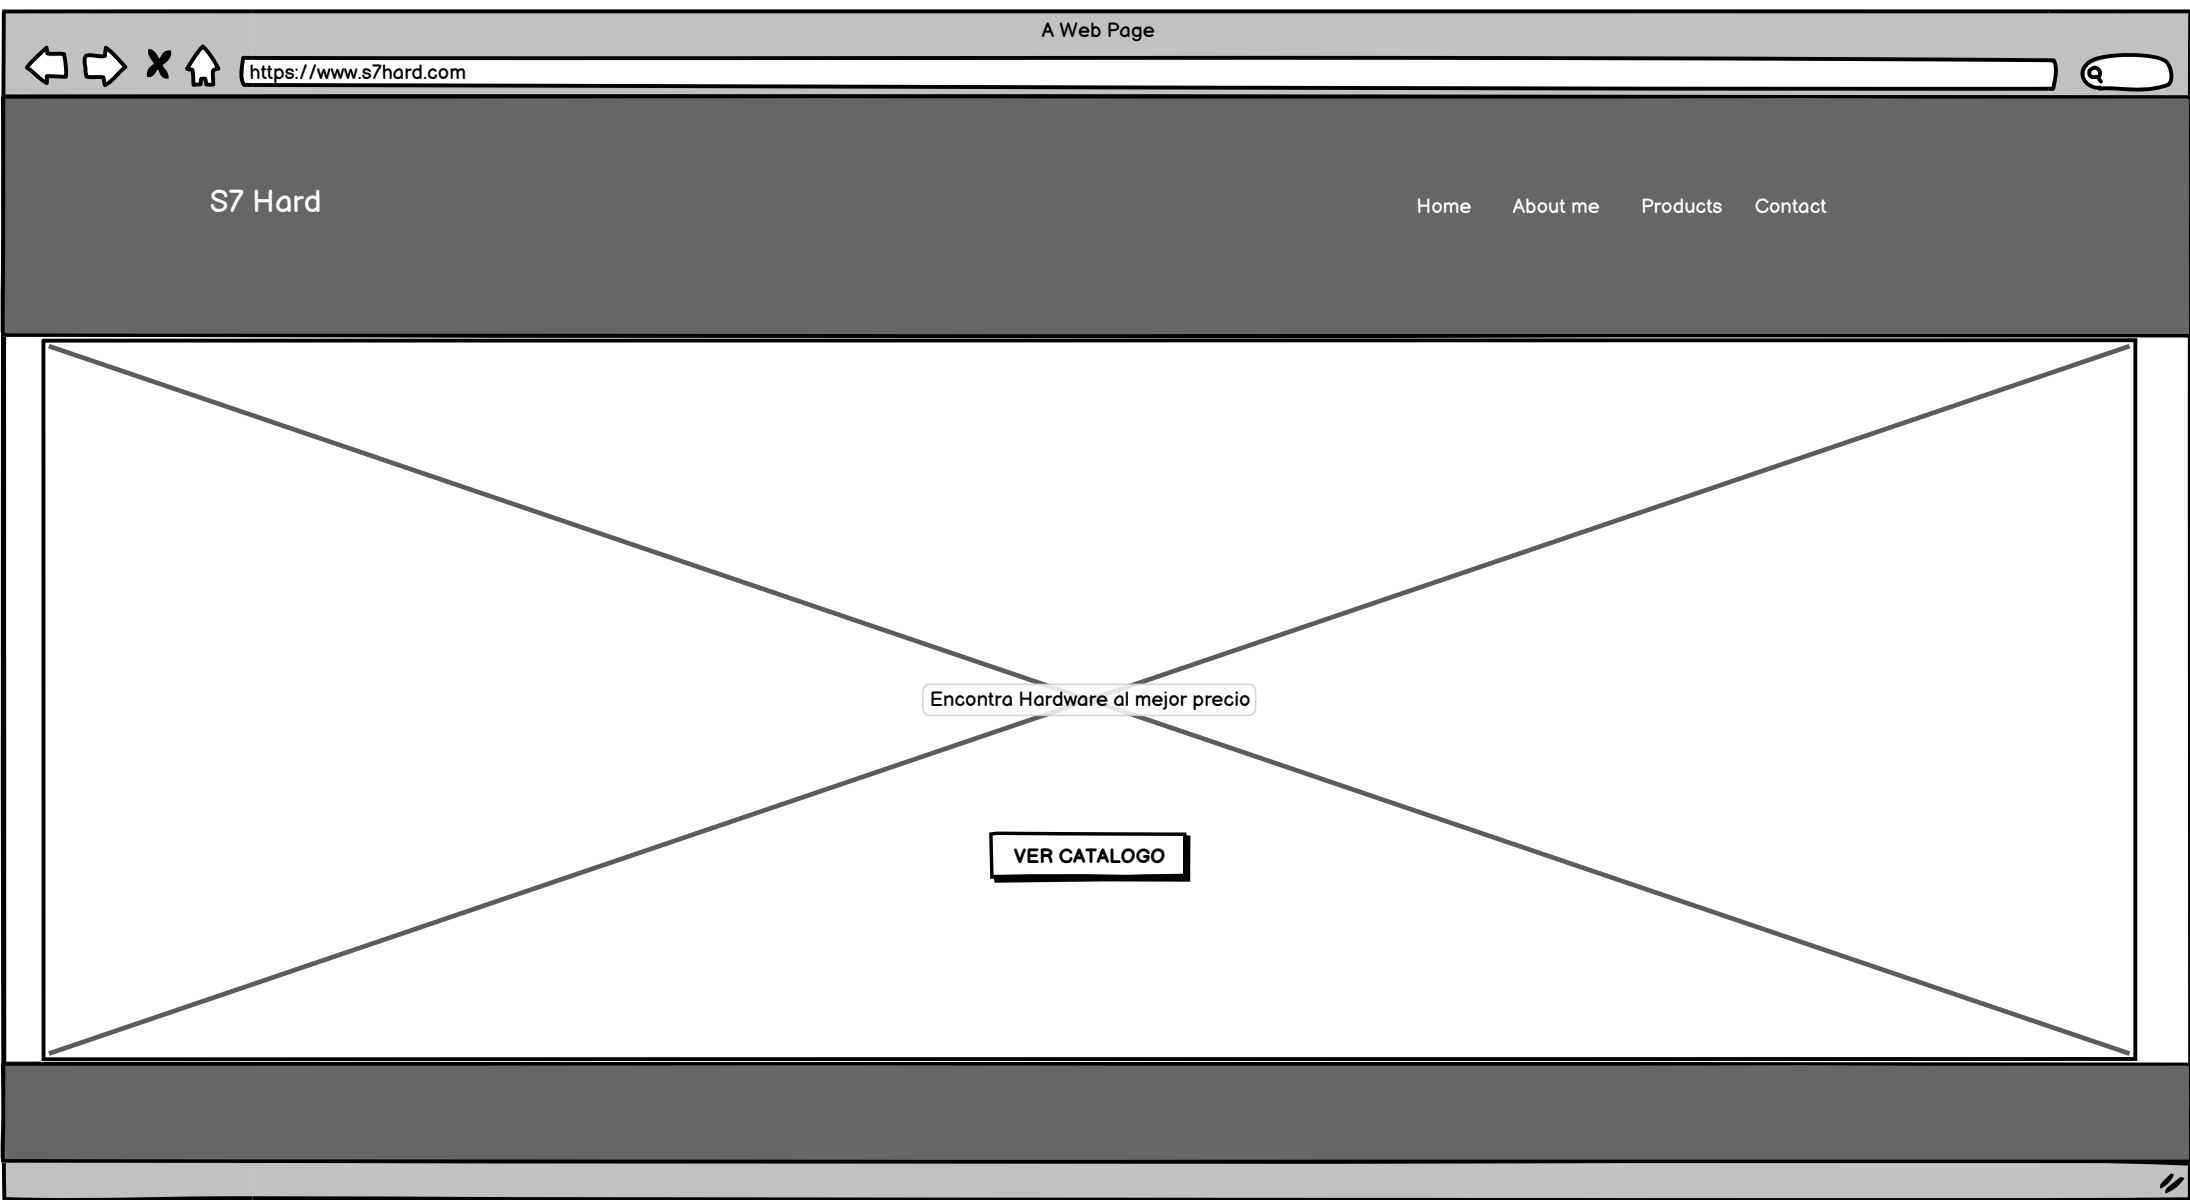 A Web Page
https://www.s7hard.com
S7 Hard
Home About me Products Contact
Encontra Hardware al mejor precio
VER CATALOGO